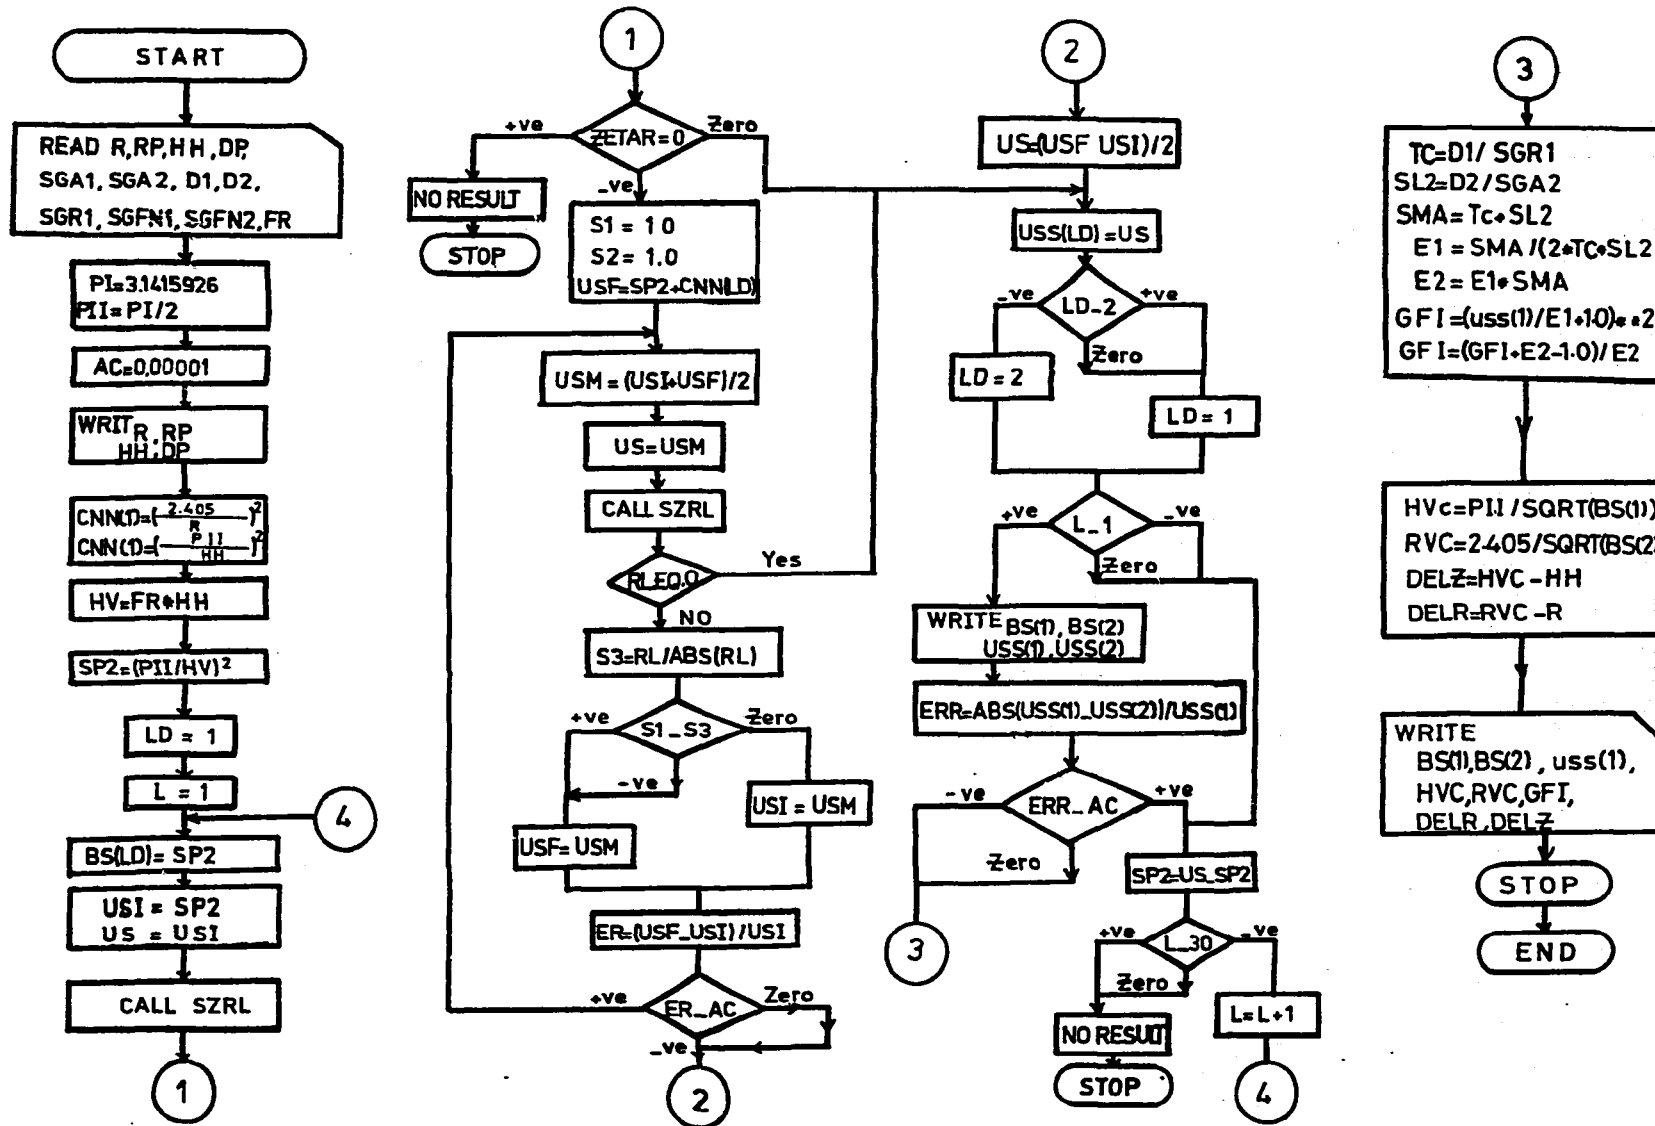 START
READ R,RP,HH,DP,
SGA1, SGA2, D1,D2,
SGR1, SGFN1, SGFN2,FR
PI=3.1415926
PII=PI/2
AC=0,00001
WRIT R, RP
HH,DP
CNN(1)=(2.405/R)²
CNN(1)=(PII/HH)²
HV=FR*HH
SP2=(PII/HV)²
LD = 1
L = 1
4
BS(LD)= SP2
USI = SP2
US = USI
CALL SZRL
1
1
ZETAR=0
+ve
Zero
-ve
NO RESULT
STOP
S1 = 1 0
S2= 1.0
USF=SP2+CNN(LD)
USM = (USI+USF)/2
US=USM
CALL SZRL
RL.EQ.0
Yes
NO
S3=RL/ABS(RL)
S1_S3
+ve
Zero
-ve
USI = USM
USF= USM
ER=(USF_USI)/USI
ER_AC
+ve
Zero
-ve
2
2
US=(USF USI)/2
USS(LD)=US
LD_2
-ve
+ve
Zero
LD=2
LD= 1
L_1
+ve
-ve
Zero
WRITE BS(1), BS(2)
USS(1), USS(2)
ERR=ABS(USS(1)_USS(2))/USS(1)
ERR_AC
-ve
+ve
Zero
3
SP2=US_SP2
L_30
+ve
-ve
Zero
NO RESULT
STOP
L=L+1
4
3
TC=D1/ SGR1
SL2=D2/SGA2
SMA= Tc+SL2
E1 = SMA/(2*TC*SL2
E2= E1*SMA
GFI=(uss(1)/E1+1.0)**2
GFI=(GFI+E2-1.0)/E2
HVc=PII/SQRT(BS(1))
RVC=2.405/SQRT(BS(2
DELZ=HVC-HH
DELR=RVC-R
WRITE
BS(1),BS(2), uss(1),
HVC,RVC,GFI,
DELR,DELZ
STOP
END